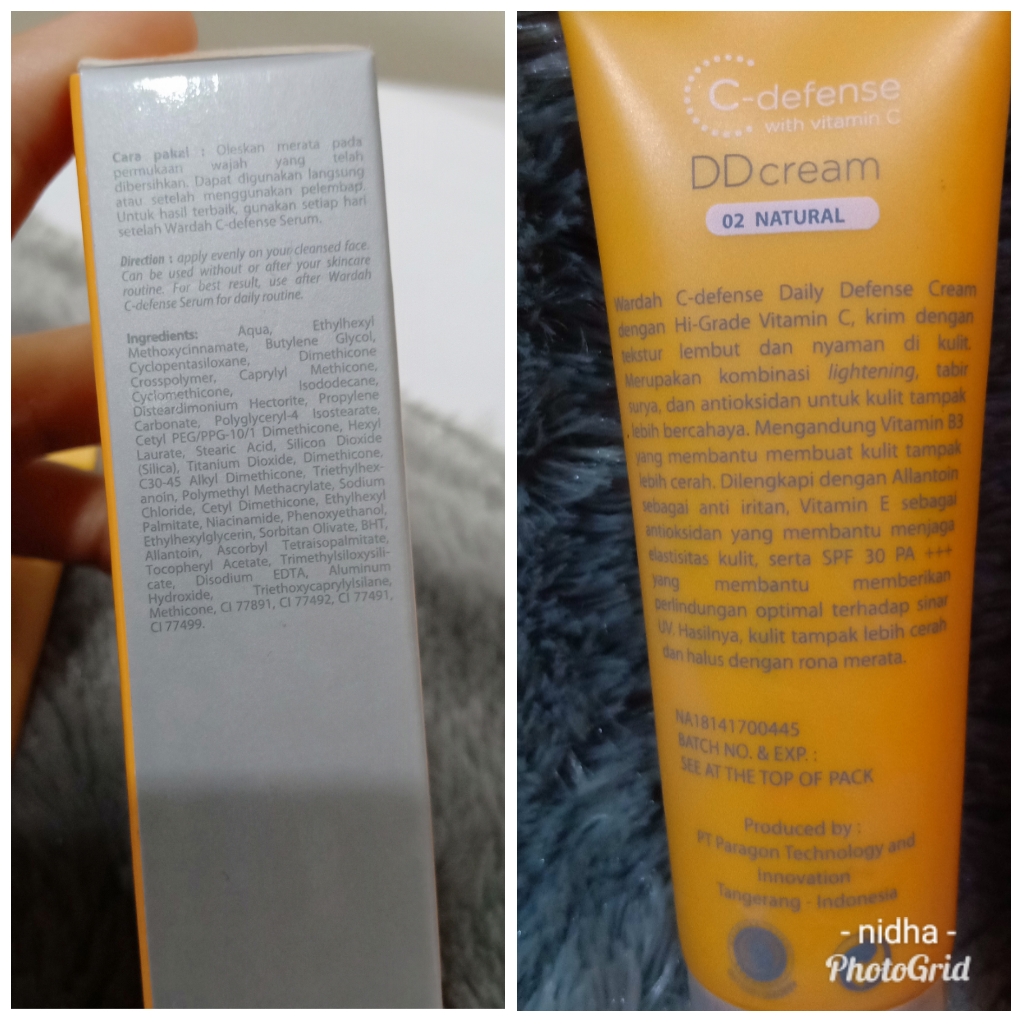 Cara pakai : Oleskan merata pada
permukaan wajah yang telah
dibersihkan. Dapat digunakan langsung
atau setelah menggunakan pelembap.
Untuk hasil terbaik, gunakan setiap hari
setelah Wardah C-defense Serum.
Direction : apply evenly on your cleansed face.
Can be used without or after your skincare
routine. For best result, use after Wardah
C-defense Serum for daily routine.
Ingredients: Aqua, Ethylhexyl
Methoxycinnamate, Butylene Glycol,
Cyclopentasiloxane, Dimethicone
Crosspolymer, Caprylyl Methicone,
Cyclomethicone, Isododecane,
Disteardimonium Hectorite, Propylene
Carbonate, Polyglyceryl-4 Isostearate,
Cetyl PEG/PPG-10/1 Dimethicone, Hexyl
Laurate, Stearic Acid, Silicon Dioxide
(Silica), Titanium Dioxide, Dimethicone,
C30-45 Alkyl Dimethicone, Triethylhex-
anoin, Polymethyl Methacrylate, Sodium
Chloride, Cetyl Dimethicone, Ethylhexyl
Palmitate, Niacinamide, Phenoxyethanol,
Ethylhexylglycerin, Sorbitan Olivate, BHT,
Allantoin, Ascorbyl Tetraisopalmitate,
Tocopheryl Acetate, Trimethylsiloxysili-
cate, Disodium EDTA, Aluminum
Hydroxide, Triethoxycaprylylsilane,
Methicone, CI 77891, CI 77492, CI 77491,
CI 77499.
C-defense
with vitamin C
DD cream
02 NATURAL
Wardah C-defense Daily Defense Cream
dengan Hi-Grade Vitamin C, krim dengan
tekstur lembut dan nyaman di kulit.
Merupakan kombinasi lightening, tabir
surya, dan antioksidan untuk kulit tampak
lebih bercahaya. Mengandung Vitamin B3
yang membantu membuat kulit tampak
lebih cerah. Dilengkapi dengan Allantoin
sebagai anti iritan, Vitamin E sebagai
antioksidan yang membantu menjaga
elastisitas kulit, serta SPF 30 PA +++
yang membantu memberikan
perlindungan optimal terhadap sinar
UV. Hasilnya, kulit tampak lebih cerah
dan halus dengan rona merata.
NA18141700445
BATCH NO. & EXP. :
SEE AT THE TOP OF PACK
Produced by :
PT Paragon Technology and
Innovation
Tangerang - Indonesia
- nidha -
PhotoGrid